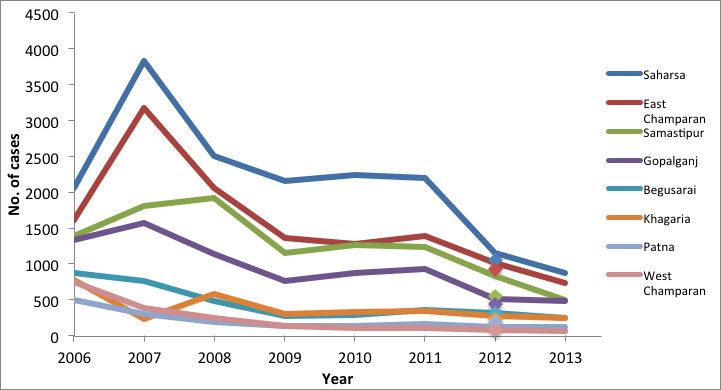 4500
4000
3500
3000
2500
2000
1500
1000
500
0
No. of cases
2006 2007 2008 2009 2010 2011 2012 2013
Year
Saharsa
East
Champaran
Samastipur
Gopalganj
Begusarai
Khagaria
Patna
West
Champaran